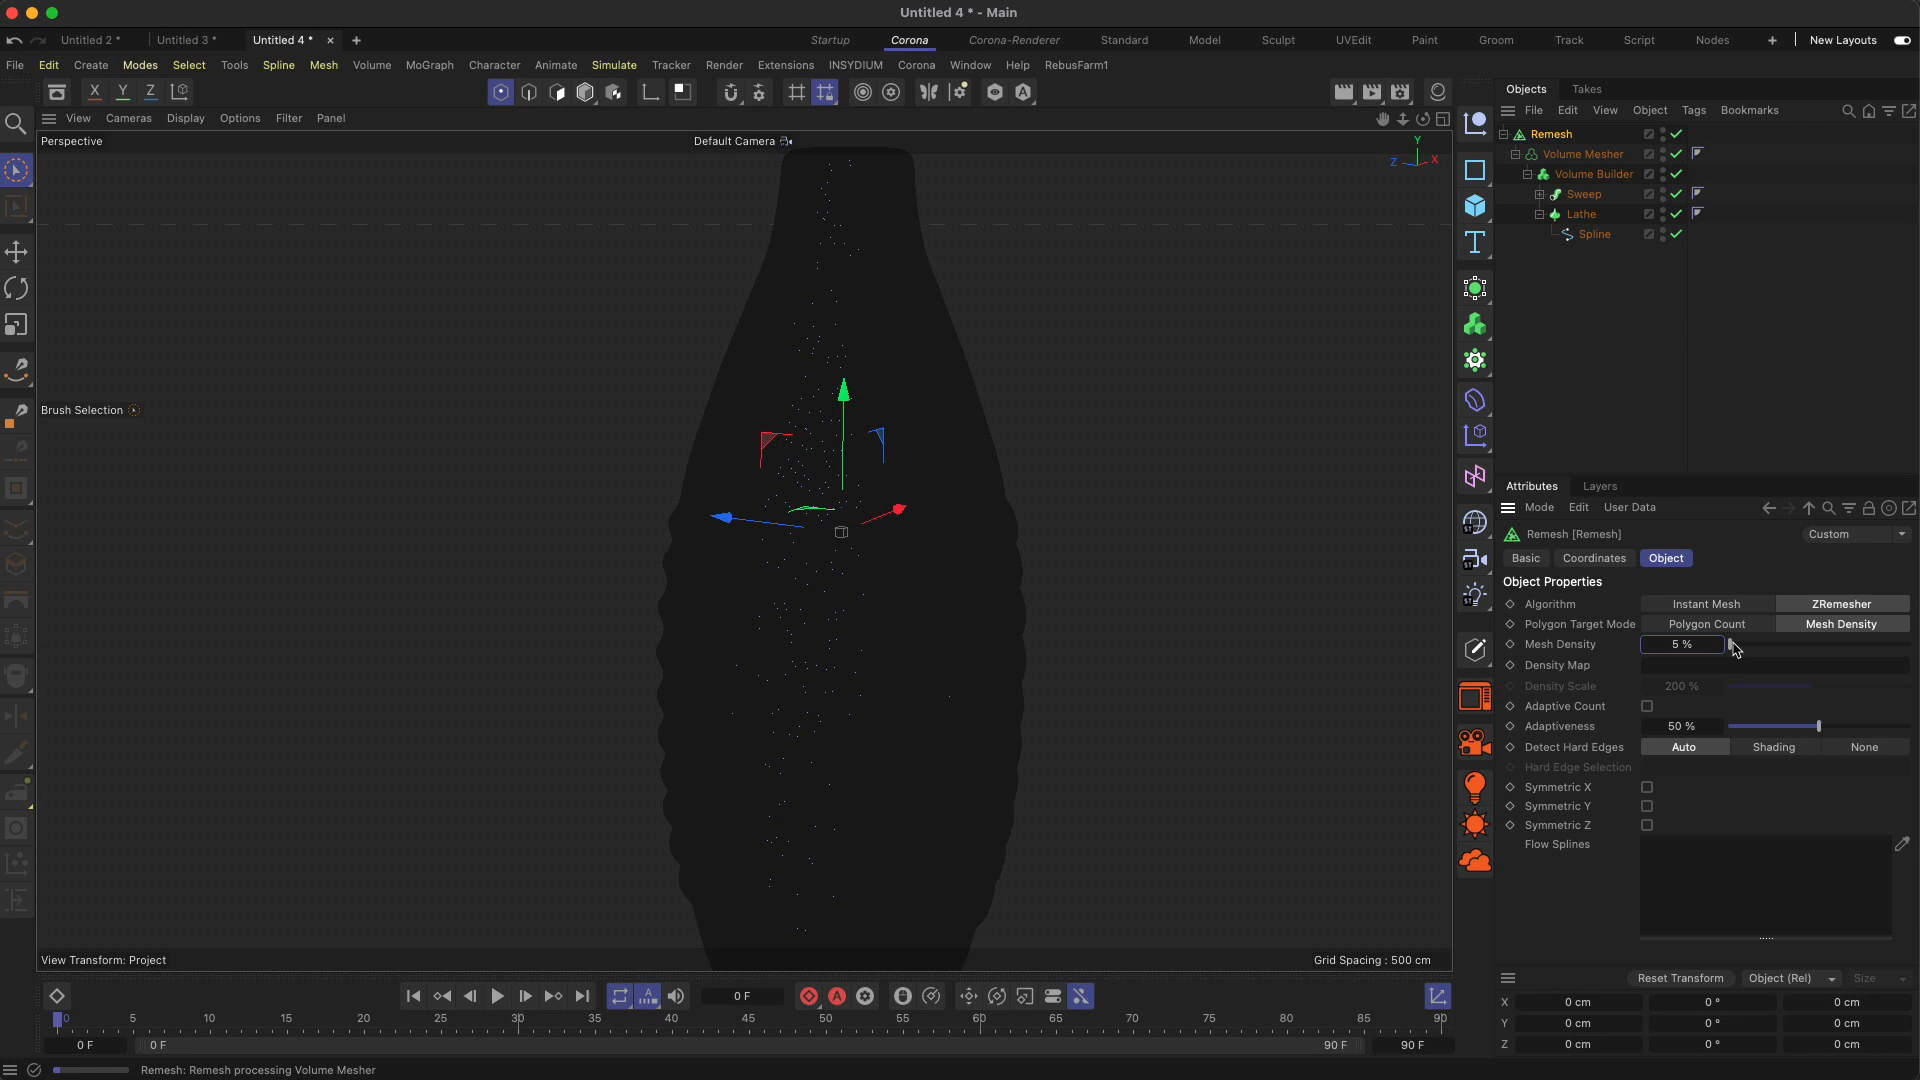 Untitled 4 * - Main
Untitled 2 *
Untitled 3 *
Untitled 4 *
Startup
Corona
Corona-Renderer
Standard
Model
Sculpt
UVEdit
Paint
Groom
Track
Script
Nodes
New Layouts
File Edit Create Modes Select Tools Spline Mesh Volume MoGraph Character Animate Simulate Tracker Render Extensions INSYDIUM Corona Window Help RebusFarm1
X Y Z
Objects Takes
File Edit View Object Tags Bookmarks
View Cameras Display Options Filter Panel
Perspective
Default Camera
Y
Z X
Remesh
Volume Mesher
Volume Builder
Sweep
Lathe
Spline
Brush Selection
Attributes Layers
Mode Edit User Data
Remesh [Remesh]
Custom
Basic Coordinates Object
Object Properties
Algorithm Instant Mesh ZRemesher
Polygon Target Mode Polygon Count Mesh Density
Mesh Density 5 %
Density Map
Density Scale 200 %
Adaptive Count
Adaptiveness 50 %
Detect Hard Edges Auto Shading None
Hard Edge Selection
Symmetric X
Symmetric Y
Symmetric Z
Flow Splines
View Transform: Project
Grid Spacing : 500 cm
Reset Transform Object (Rel) Size
0 F
X 0 cm 0 ° 0 cm
0 5 10 15 20 25 30 35 40 45 50 55 60 65 70 75 80 85 90
Y 0 cm 0 ° 0 cm
0 F 0 F 90 F 90 F
Z 0 cm 0 ° 0 cm
Remesh: Remesh processing Volume Mesher